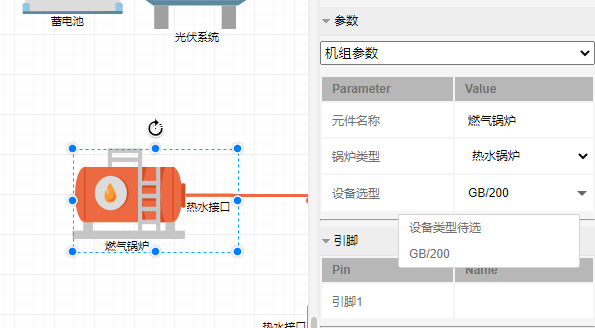 蓄电池
光伏系统
热水接口
燃气锅炉
热水接口
参数
机组参数
Parameter Value
元件名称 燃气锅炉
锅炉类型 热水锅炉
设备选型 GB/200
设备类型待选
GB/200
引脚
Pin Name
引脚1